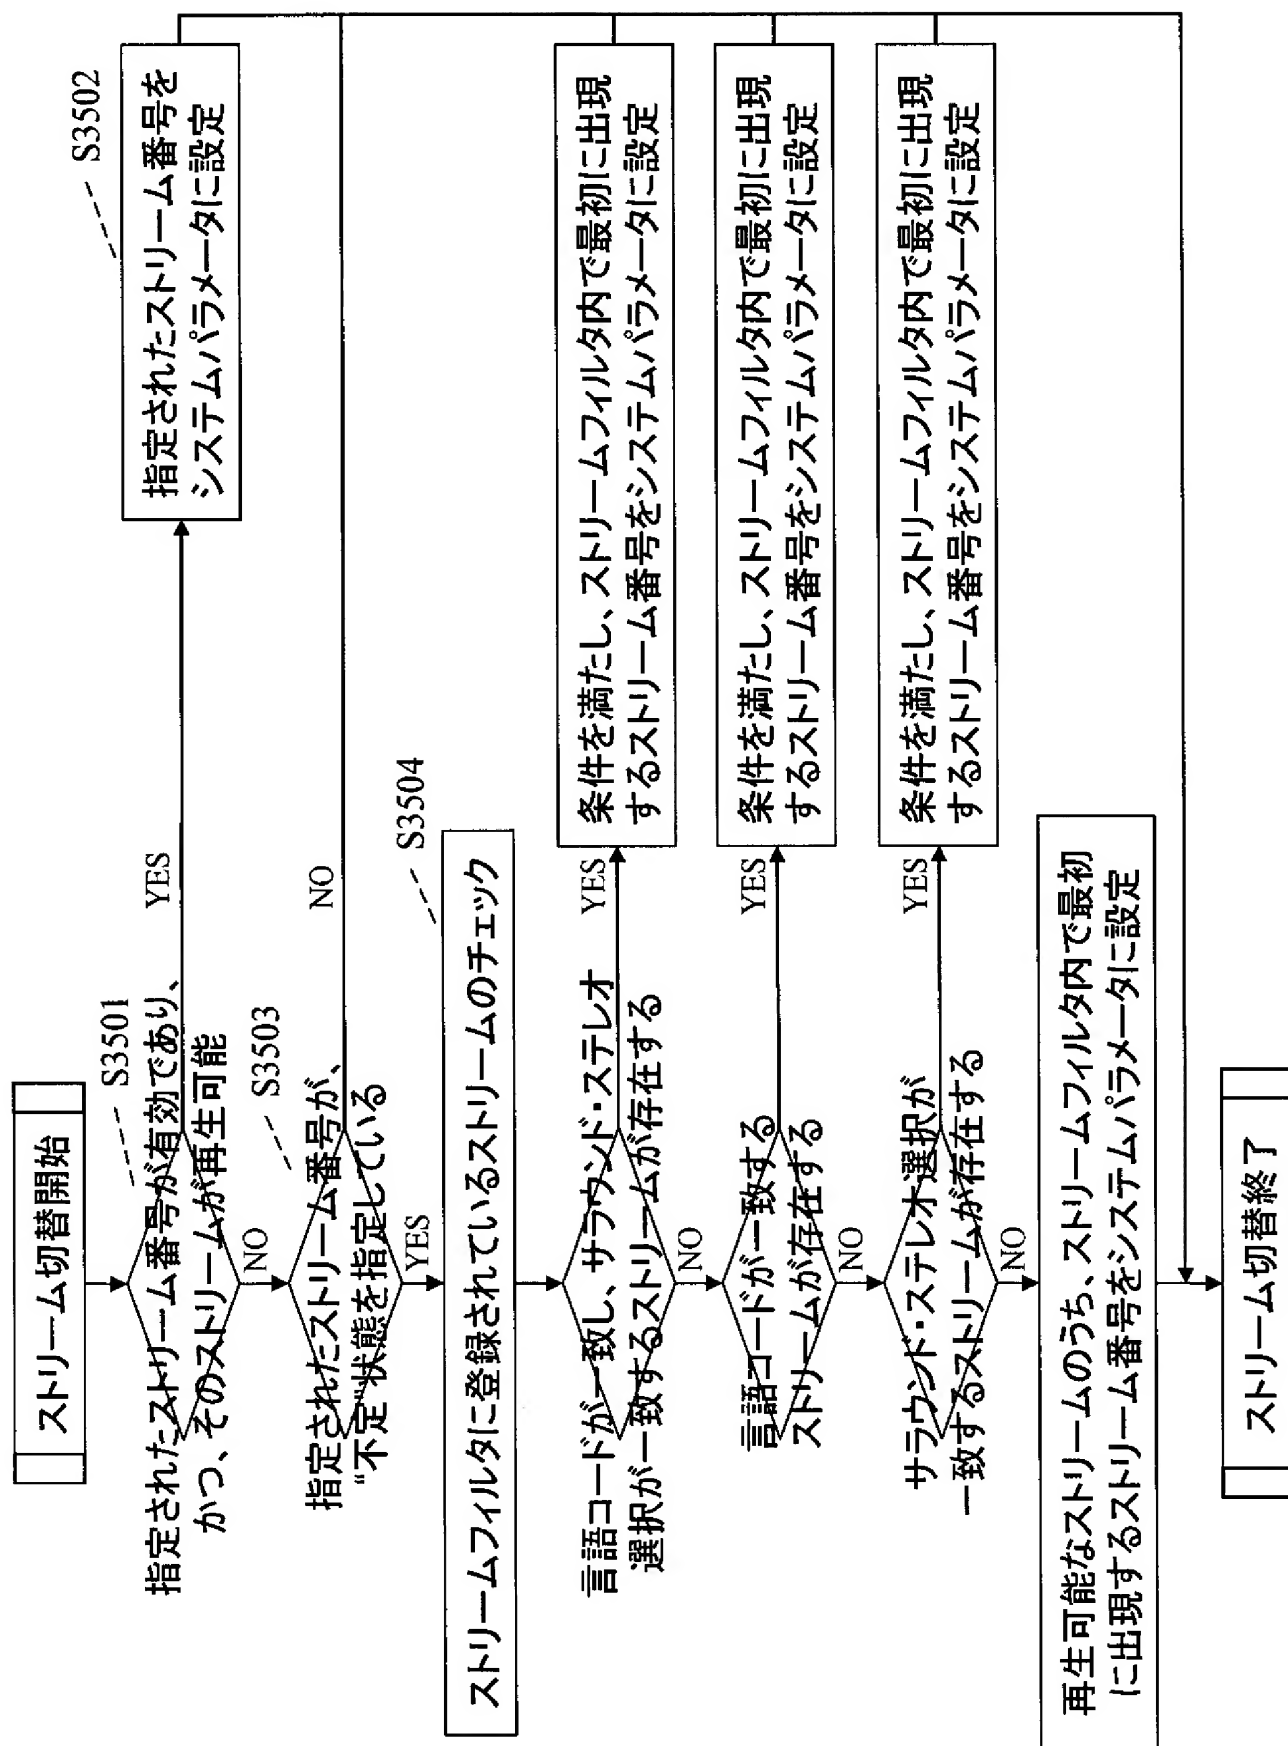 ストリーム切替開始
S3501
指定されたストリーム番号が有効であり、
かつ、そのストリームが再生可能
YES
NO
S3502
指定されたストリーム番号を
システムパラメータに設定
S3503
指定されたストリーム番号が、
“不定”状態を指定している
NO
YES
S3504
ストリームフィルタに登録されているストリームのチェック
言語コードが一致し、サラウンド・ステレオ
選択が一致するストリームが存在する
YES
NO
条件を満たし、ストリームフィルタ内で最初に出現
するストリーム番号をシステムパラメータに設定
言語コードが一致する
ストリームが存在する
YES
NO
条件を満たし、ストリームフィルタ内で最初に出現
するストリーム番号をシステムパラメータに設定
サラウンド・ステレオ選択が
一致するストリームが存在する
YES
NO
条件を満たし、ストリームフィルタ内で最初に出現
するストリーム番号をシステムパラメータに設定
再生可能なストリームのうち、ストリームフィルタ内で最初
に出現するストリーム番号をシステムパラメータに設定
ストリーム切替終了